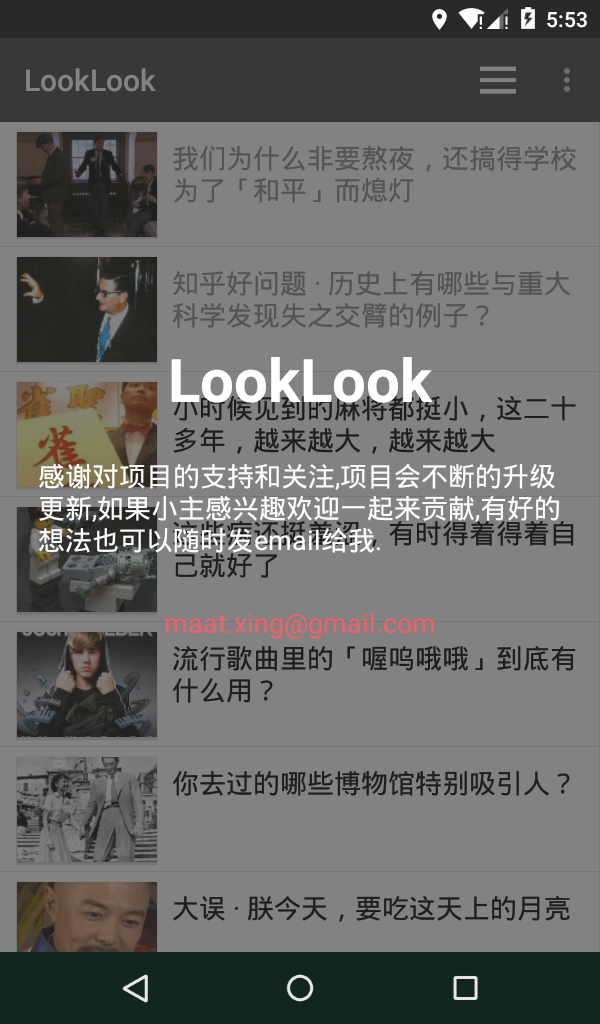 5:53
LookLook
我们为什么非要熬夜，还搞得学校
为了「和平」而熄灯
知乎好问题 · 历史上有哪些与重大
科学发现失之交臂的例子？
LookLook
小时候见到的麻将都挺小，这二十
多年，越来越大，越来越大
感谢对项目的支持和关注,项目会不断的升级
更新,如果小主感兴趣欢迎一起来贡献,有好的
想法也可以随时发email给我.
有时得着得着自
己就好了
maat.xing@gmail.com
流行歌曲里的「喔呜哦哦」到底有
什么用？
你去过的哪些博物馆特别吸引人？
大误 · 朕今天，要吃这天上的月亮